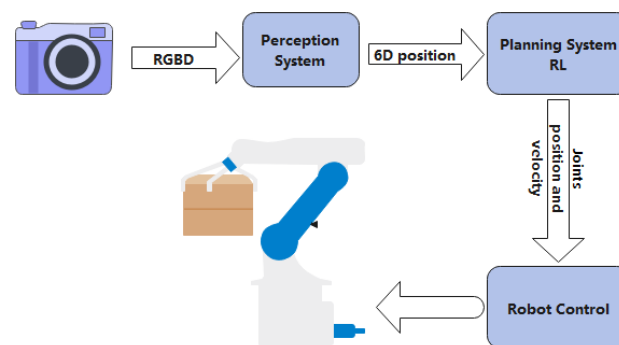 RGBD
Perception
System
6D position
Planning System
RL
Joints
position and
velocity
Robot Control